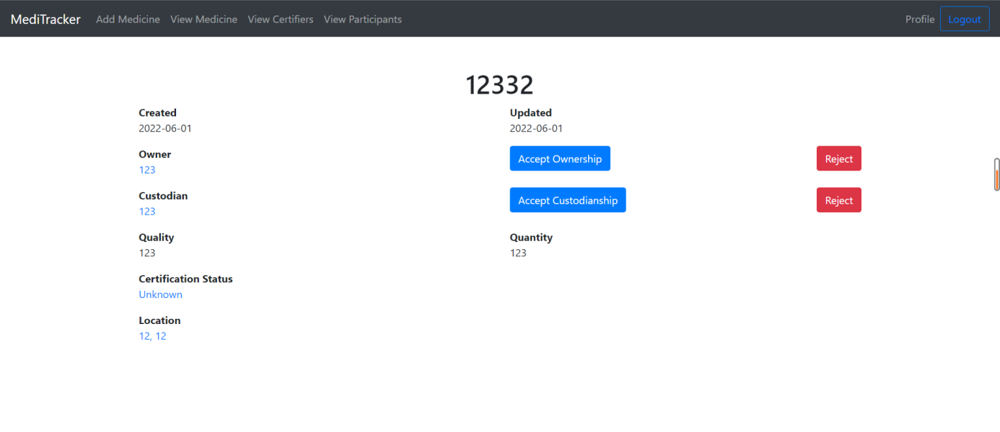 MediTracker Add Medicine View Medicine View Certifiers View Participants Profile Logout
12332
Created Updated
2022-06-01 2022-06-01
Owner
123
Accept Ownership Reject
Custodian
123
Accept Custodianship Reject
Quality Quantity
123 123
Certification Status
Unknown
Location
12, 12